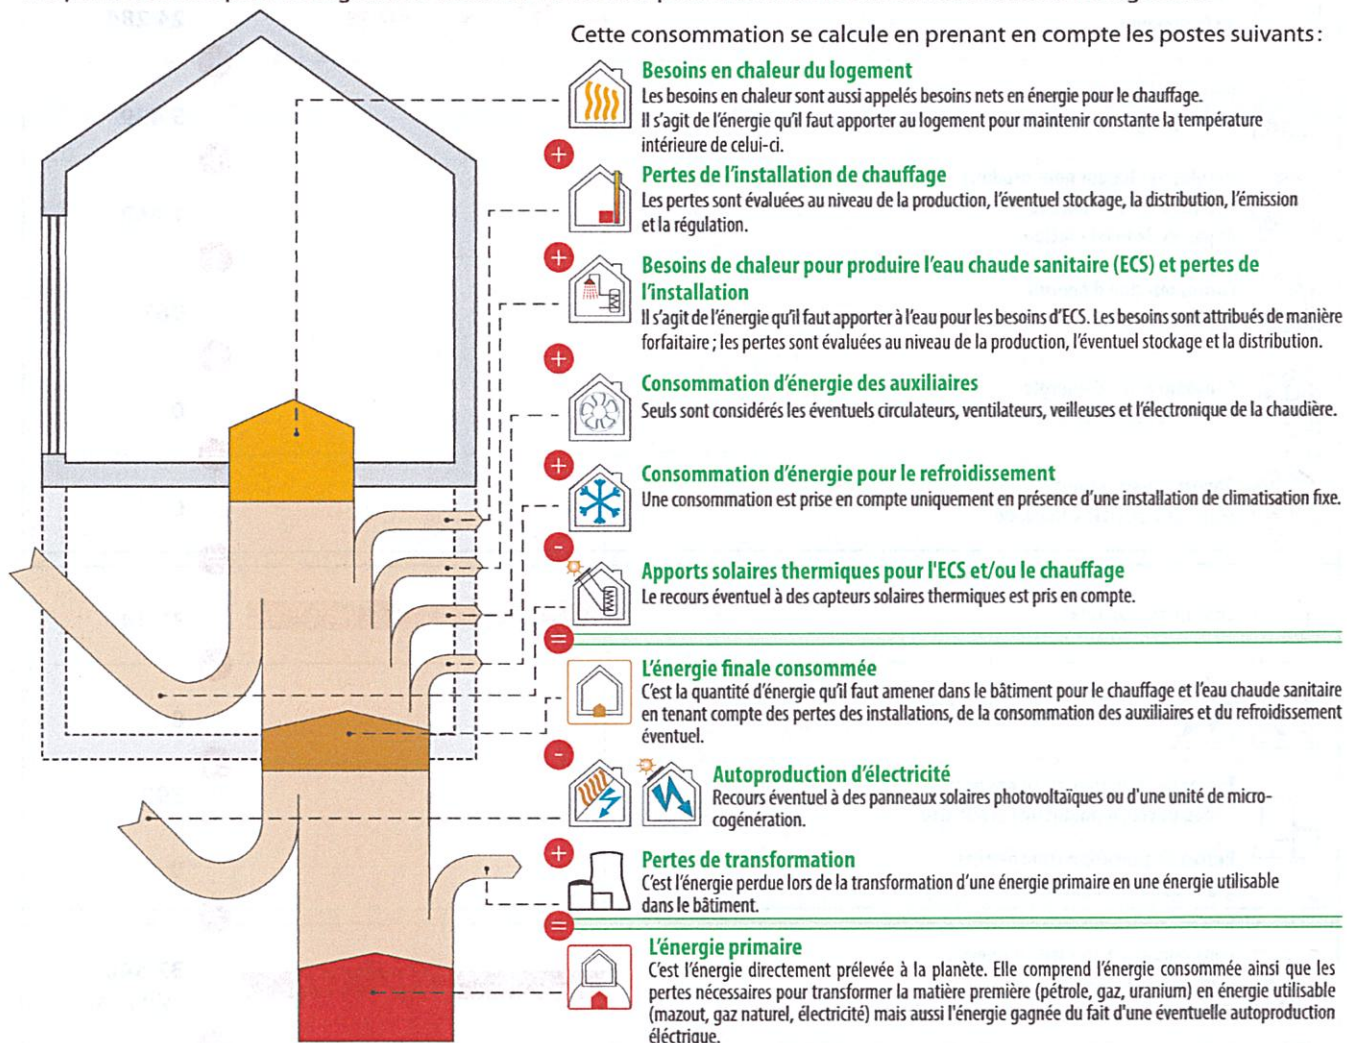 Cette consommation se calcule en prenant en compte les postes suivants :
Besoins en chaleur du logement
Les besoins en chaleur sont aussi appelés besoins nets en énergie pour le chauffage.
Il s'agit de l'énergie qu'il faut apporter au logement pour maintenir constante la température
intérieure de celui-ci.
+
Pertes de l'installation de chauffage
Les pertes sont évaluées au niveau de la production, l'éventuel stockage, la distribution, l'émission
et la régulation.
+
Besoins de chaleur pour produire l'eau chaude sanitaire (ECS) et pertes de
l'installation
Il s'agit de l'énergie qu'il faut apporter à l'eau pour les besoins d'ECS. Les besoins sont attribués de manière
forfaitaire ; les pertes sont évaluées au niveau de la production, l'éventuel stockage et la distribution.
+
Consommation d'énergie des auxiliaires
Seuls sont considérés les éventuels circulateurs, ventilateurs, veilleuses et l'électronique de la chaudière.
+
Consommation d'énergie pour le refroidissement
Une consommation est prise en compte uniquement en présence d'une installation de climatisation fixe.
-
Apports solaires thermiques pour l'ECS et/ou le chauffage
Le recours éventuel à des capteurs solaires thermiques est pris en compte.
=
L'énergie finale consommée
C'est la quantité d'énergie qu'il faut amener dans le bâtiment pour le chauffage et l'eau chaude sanitaire
en tenant compte des pertes des installations, de la consommation des auxiliaires et du refroidissement
éventuel.
-
Autoproduction d'électricité
Recours éventuel à des panneaux solaires photovoltaïques ou d'une unité de micro-
cogénération.
+
Pertes de transformation
C'est l'énergie perdue lors de la transformation d'une énergie primaire en une énergie utilisable
dans le bâtiment.
=
L'énergie primaire
C'est l'énergie directement prélevée à la planète. Elle comprend l'énergie consommée ainsi que les
pertes nécessaires pour transformer la matière première (pétrole, gaz, uranium) en énergie utilisable
(mazout, gaz naturel, électricité) mais aussi l'énergie gagnée du fait d'une éventuelle autoproduction
éléctrique.